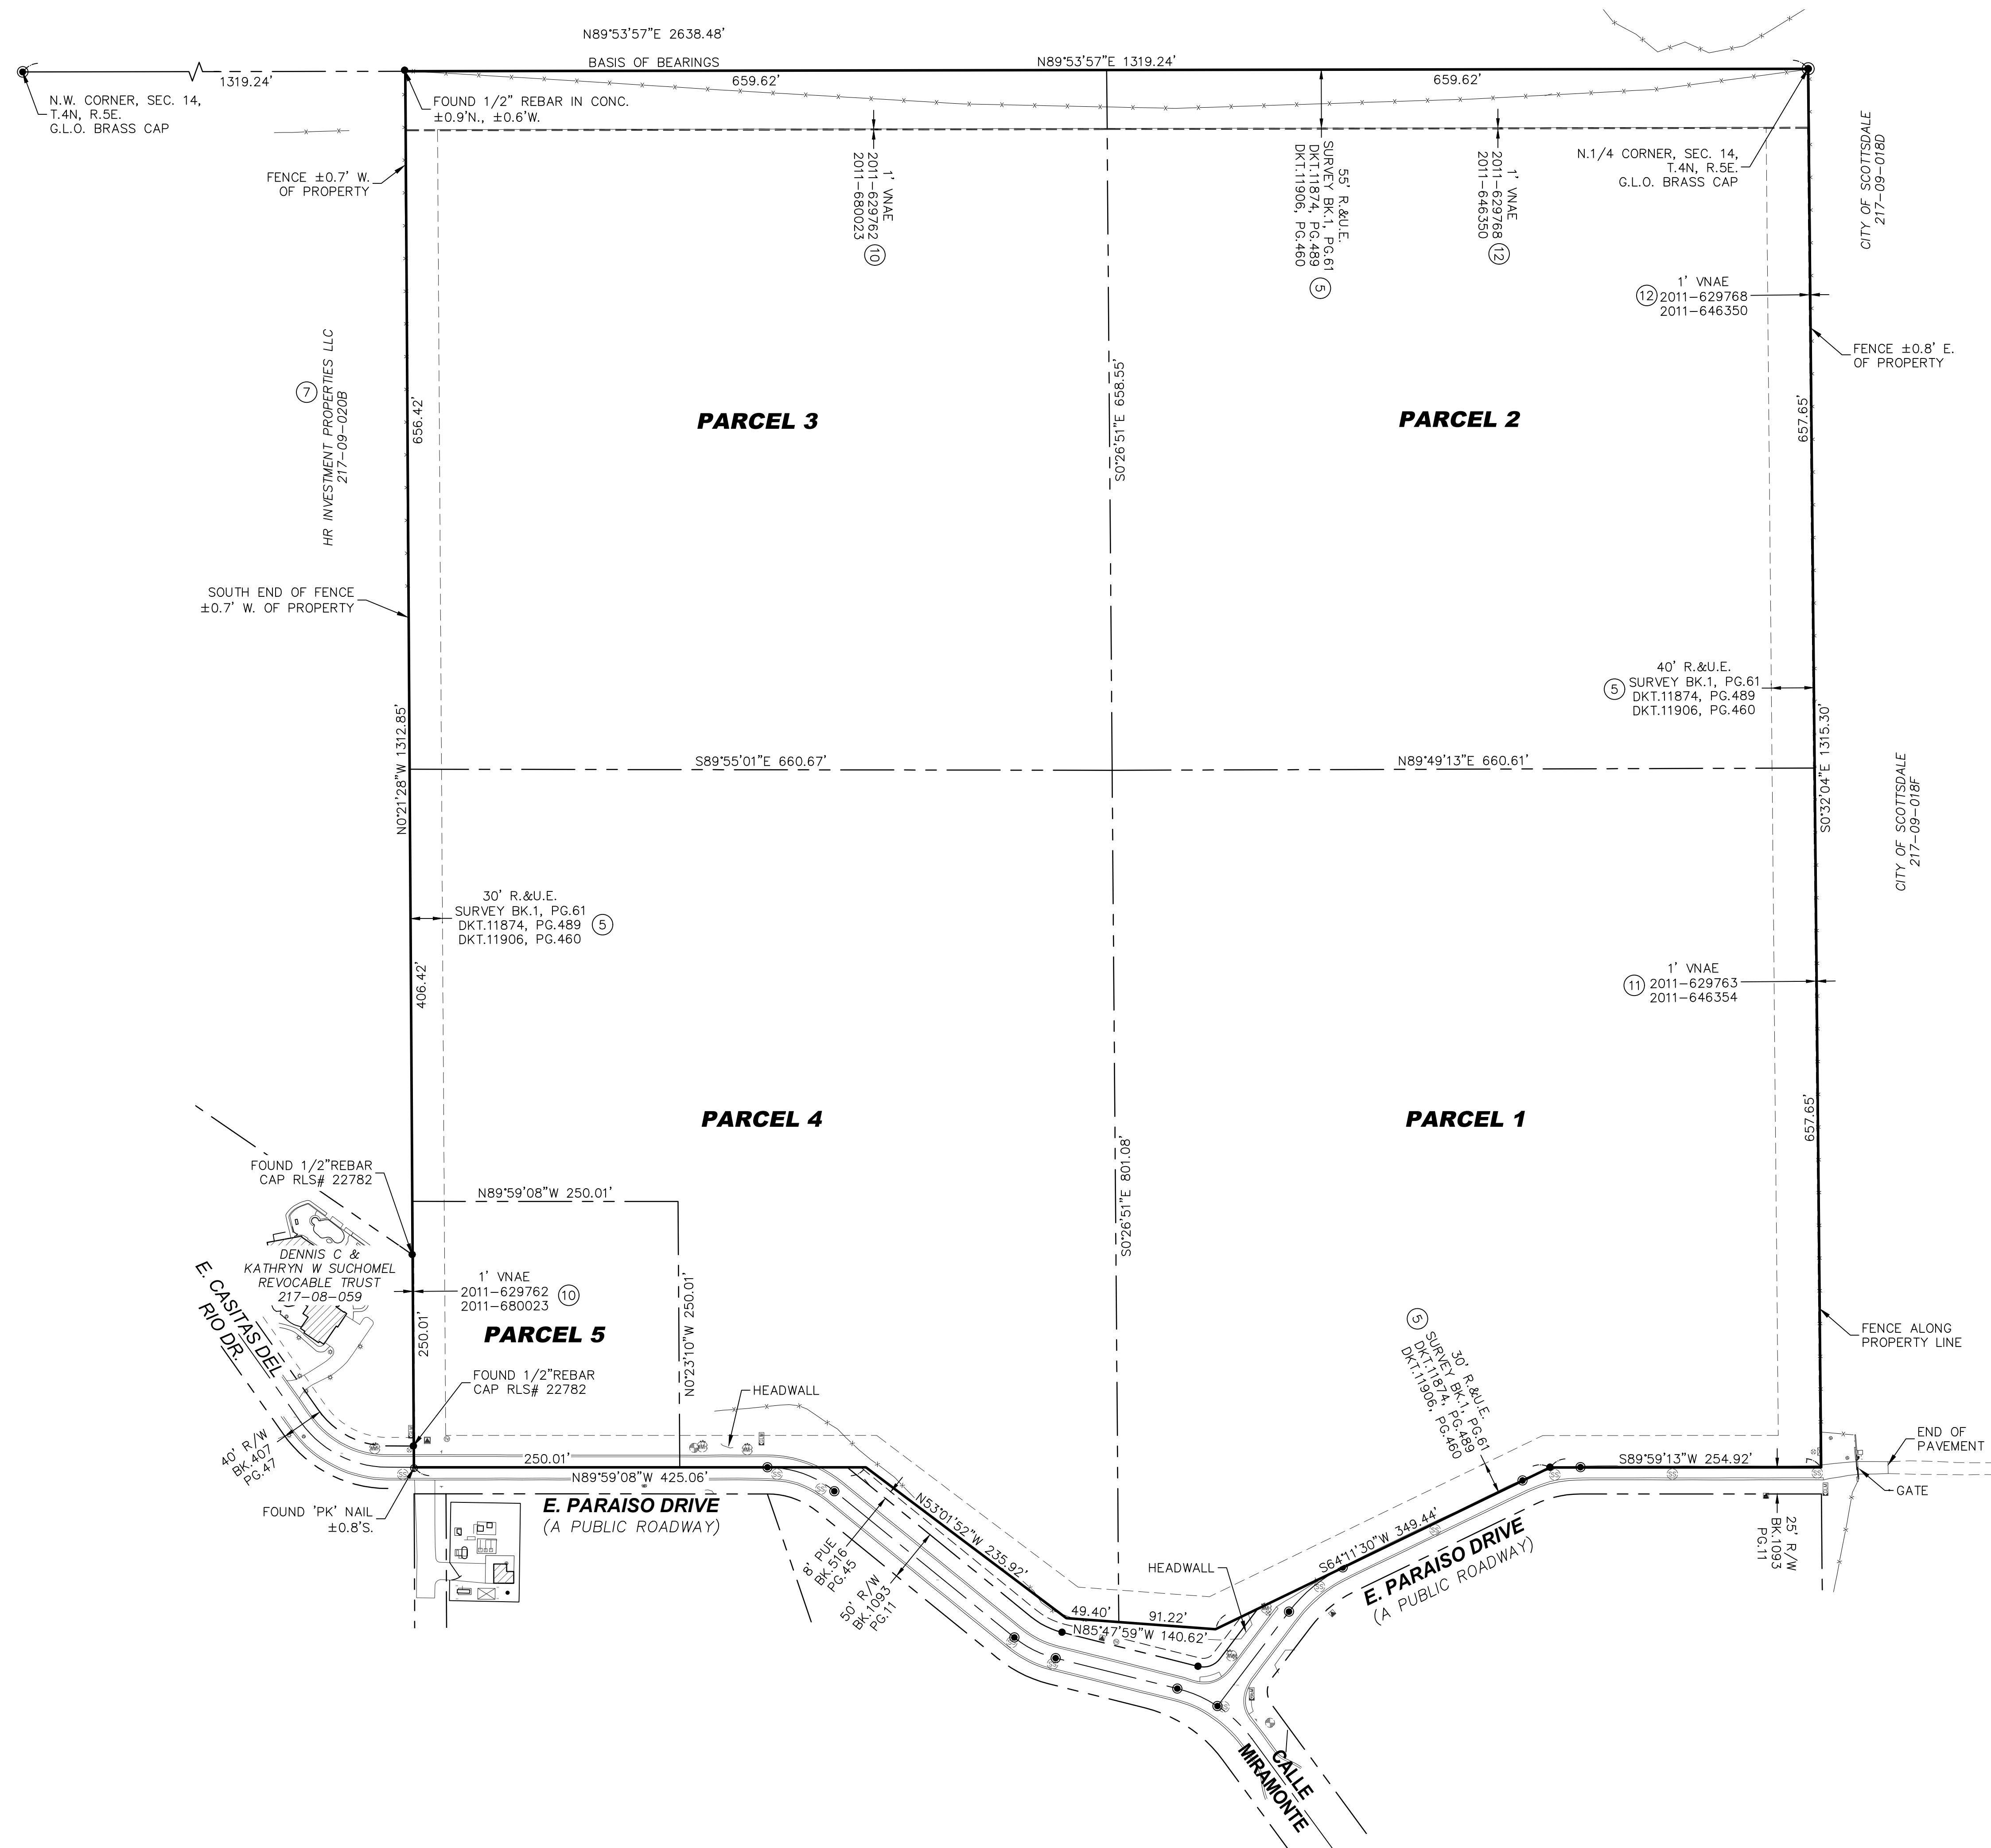 N89°53'57"E 2638.48'
BASIS OF BEARINGS
N89°53'57"E 1319.24'
1319.24'
659.62'
659.62'
N.W. CORNER, SEC. 14,
T.4N, R.5E.
G.L.O. BRASS CAP
FOUND 1/2" REBAR IN CONC.
±0.9'N., ±0.6'W.
FENCE ±0.7' W.
OF PROPERTY
1' VNAE
2011-629762
2011-680023
10
55' R.&U.E.
SURVEY BK.1, PG.61
DKT.11874, PG.489
DKT.11906, PG.460
5
1' VNAE
2011-629768
2011-646350
12
N.1/4 CORNER, SEC. 14,
T.4N, R.5E.
G.L.O. BRASS CAP
CITY OF SCOTTSDALE
217-09-018D
1' VNAE
12 2011-629768
2011-646350
FENCE ±0.8' E.
OF PROPERTY
7
HR INVESTMENT PROPERTIES LLC
217-09-020B
656.42'
PARCEL 3
S0°26'51"E 658.55'
PARCEL 2
657.65'
SOUTH END OF FENCE
±0.7' W. OF PROPERTY
40' R.&U.E.
5 SURVEY BK.1, PG.61
DKT.11874, PG.489
DKT.11906, PG.460
N0°21'28"W 1312.85'
S89°55'01"E 660.67'
N89°49'13"E 660.61'
S0°32'04"E 1315.30'
CITY OF SCOTTSDALE
217-09-018F
30' R.&U.E.
SURVEY BK.1, PG.61
DKT.11874, PG.489 5
DKT.11906, PG.460
406.42'
1' VNAE
11 2011-629763
2011-646354
PARCEL 4
S0°26'51"E 801.08'
PARCEL 1
657.65'
FOUND 1/2"REBAR
CAP RLS# 22782
N89°59'08"W 250.01'
DENNIS C &
KATHRYN W SUCHOMEL
REVOCABLE TRUST
217-08-059
1' VNAE
2011-629762 10
2011-680023
E. CASITAS DEL
RIO DR.
250.01'
PARCEL 5
N0°23'10"W 250.01'
FOUND 1/2"REBAR
CAP RLS# 22782
HEADWALL
5
30' R.&U.E.
SURVEY BK.1, PG.61
DKT.11874, PG.489
DKT.11906, PG.460
FENCE ALONG
PROPERTY LINE
40' R/W
BK.407
PG.47
250.01'
N89°59'08"W 425.06'
S89°59'13"W 254.92'
END OF
PAVEMENT
GATE
FOUND 'PK' NAIL
±0.8'S.
E. PARAISO DRIVE
(A PUBLIC ROADWAY)
N53°01'52"W 235.92'
8' PUE
BK.516
PG.45
50' R/W
BK.1093
PG.11
S64°11'30"W 349.44'
E. PARAISO DRIVE
(A PUBLIC ROADWAY)
25' R/W
BK.1093
PG.11
HEADWALL
49.40'
91.22'
N85°47'59"W 140.62'
CALLE
MIRAMONTE